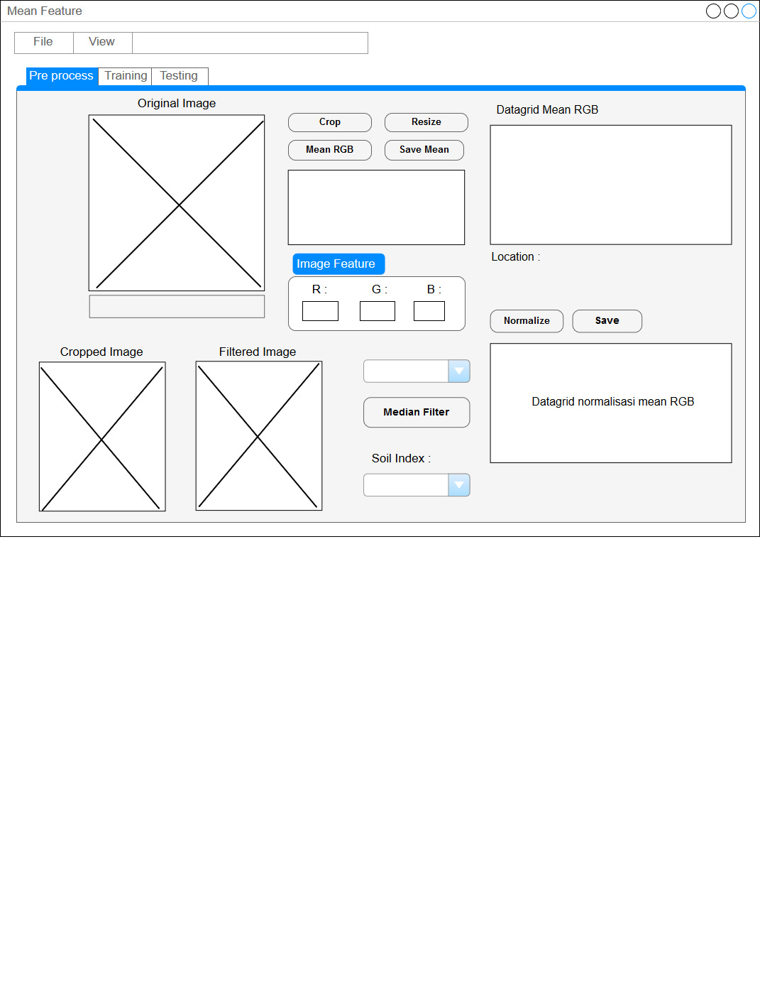 Mean Feature
File
View
Pre process
Training
Testing
Original Image
Crop
Resize
Mean RGB
Save Mean
Datagrid Mean RGB
Location :
Image Feature
R :
G :
B :
Normalize
Save
Cropped Image
Filtered Image
Median Filter
Datagrid normalisasi mean RGB
Soil Index :